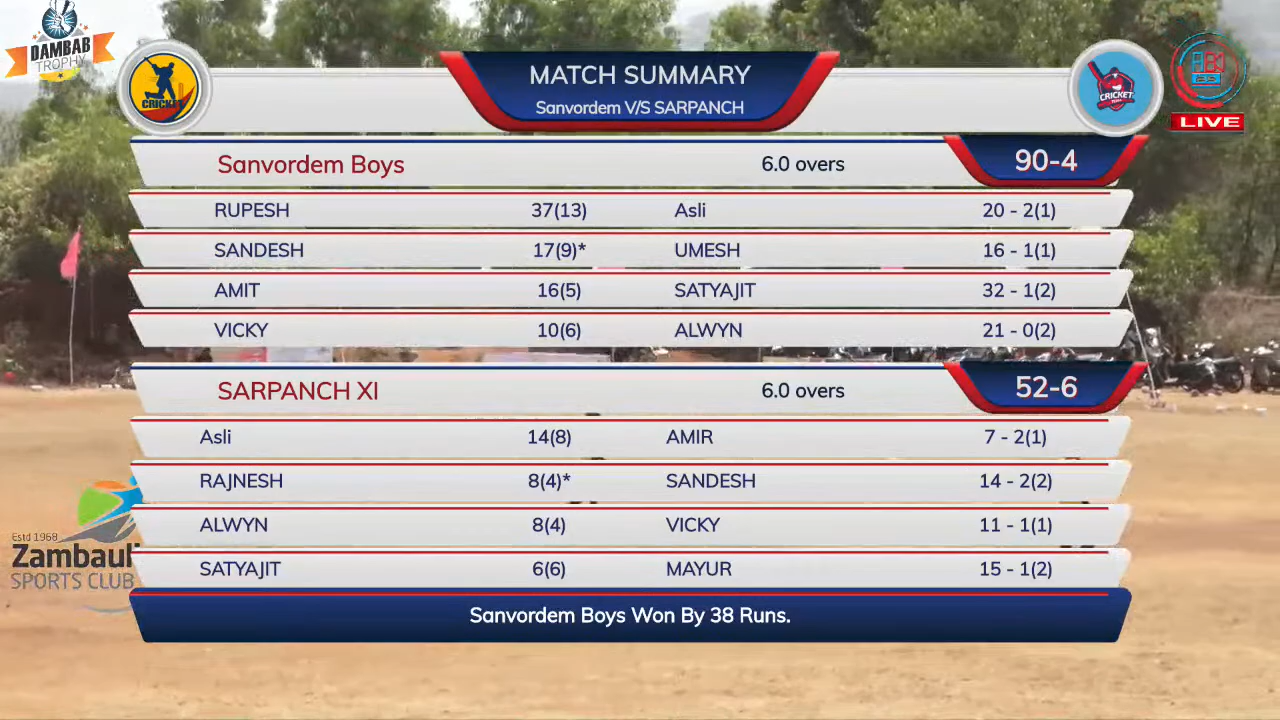 DAMBAB
TROPHY
CRICKET
MATCH SUMMARY
Sanvordem V/S SARPANCH
CRICKET
LIVE
Sanvordem Boys 6.0 overs 90-4
RUPESH 37(13) Asli 20 - 2(1)
SANDESH 17(9)* UMESH 16 - 1(1)
AMIT 16(5) SATYAJIT 32 - 1(2)
VICKY 10(6) ALWYN 21 - 0(2)
SARPANCH XI 6.0 overs 52-6
Asli 14(8) AMIR 7 - 2(1)
RAJNESH 8(4)* SANDESH 14 - 2(2)
ALWYN 8(4) VICKY 11 - 1(1)
SATYAJIT 6(6) MAYUR 15 - 1(2)
Estd 1968
Zambauli
SPORTS CLUB
Sanvordem Boys Won By 38 Runs.